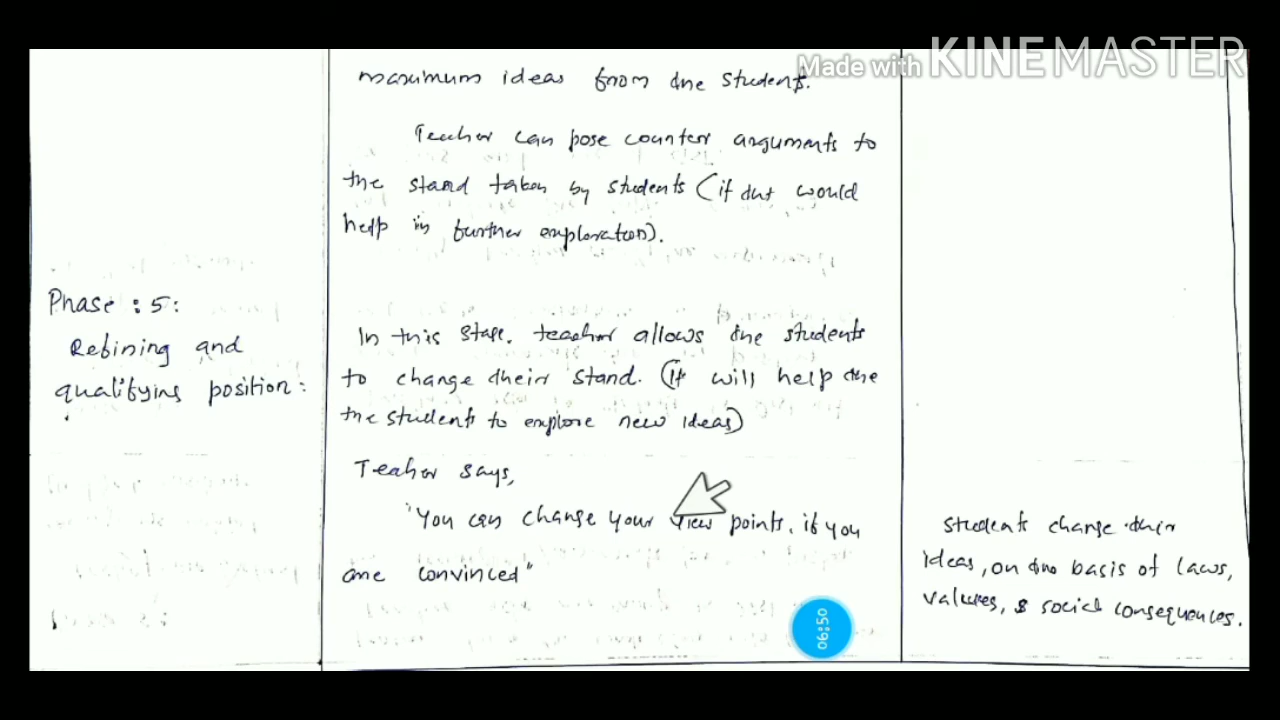 Made with KINEMASTER
maximum ideas from the students.
Teacher can pose counter arguments to
the stand taken by students (if that would
help in further exploration).
Phase : 5 :
Refining and
qualifying position :
In this stage. teacher allows the students
to change their stand. (It will help the
the students to explore new ideas)
Teaher says,
"You can change your view points, if you
are convinced"
students change their
ideas, on the basis of laws,
values, & social consequences.
06:50